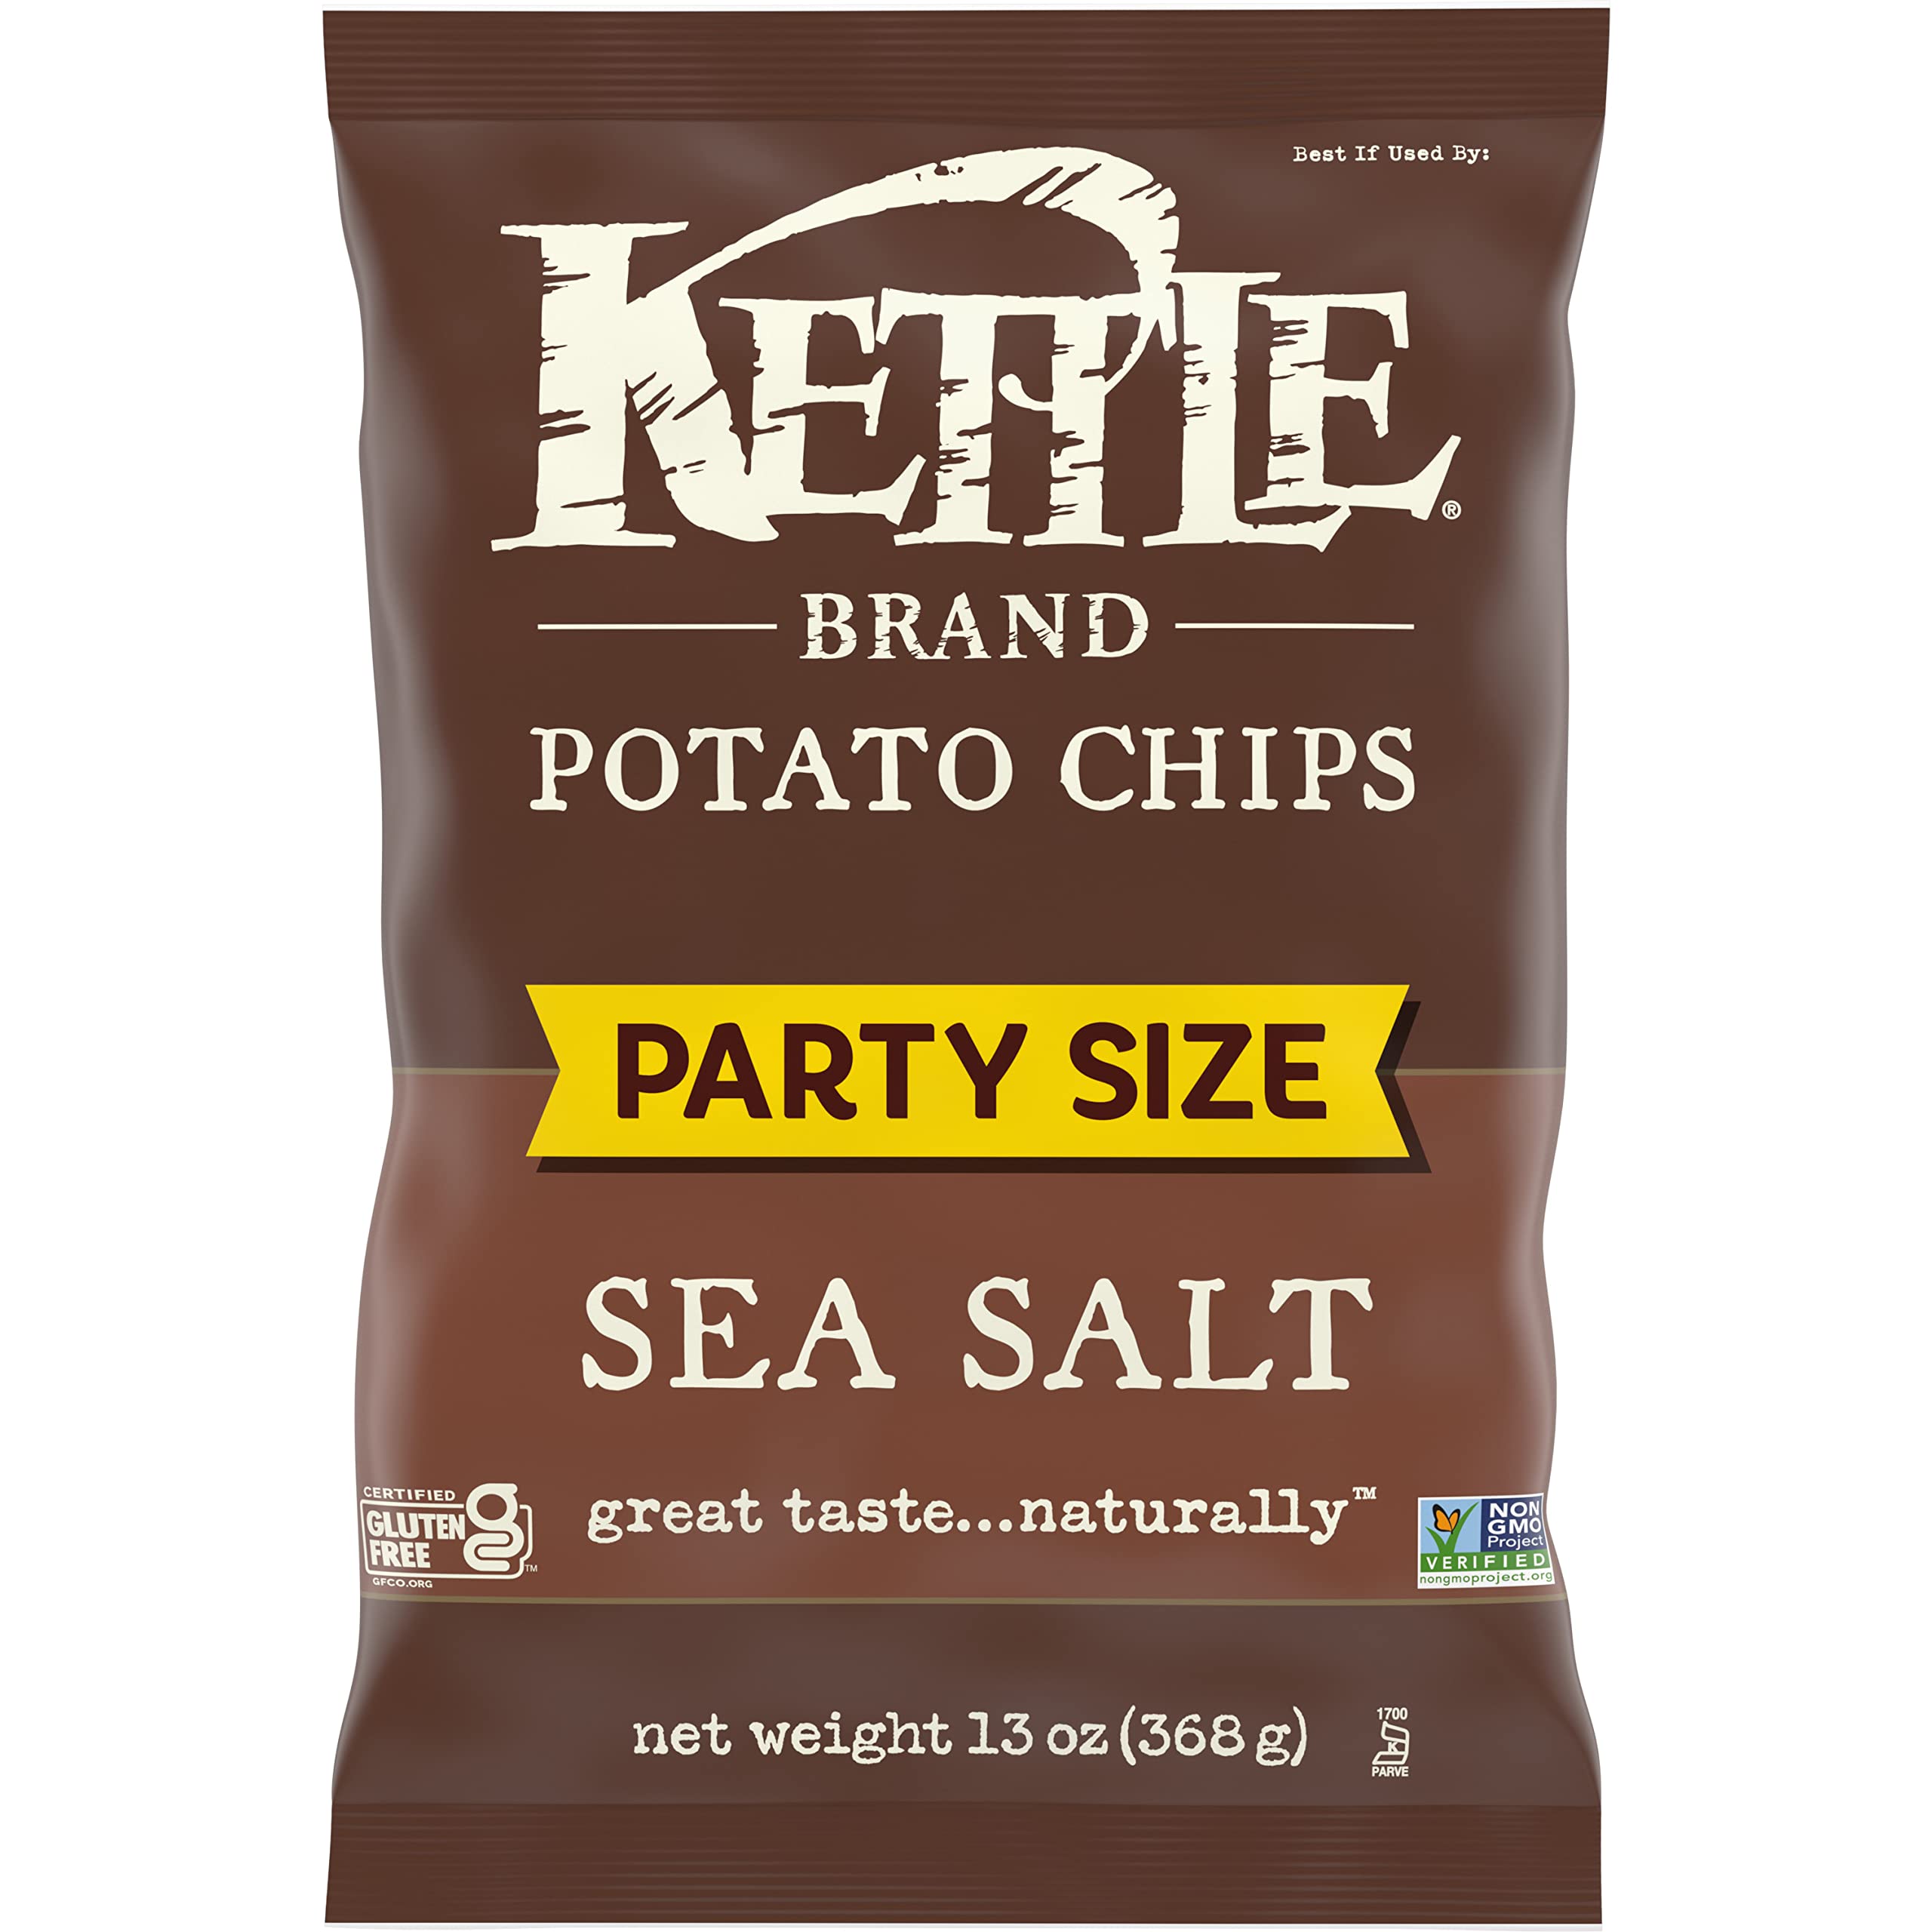 Best If Used By:
KETTLE®
BRAND
POTATO CHIPS
PARTY SIZE
SEA SALT
great taste...naturally™
CERTIFIED
GLUTEN
FREE
g
™
GFCO.ORG
NON
GMO
Project
VERIFIED
nongmoproject.org
net weight 13 oz (368 g)
1700
K
PARVE